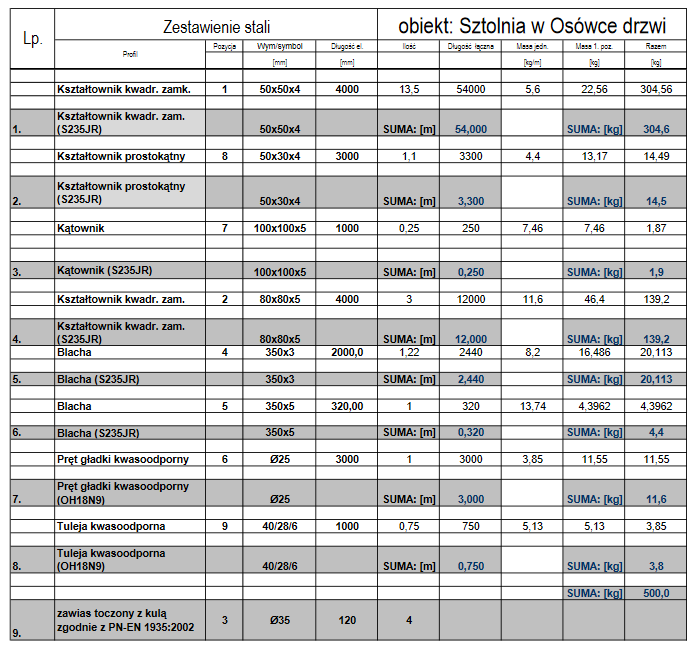 Lp. Zestawienie stali obiekt: Sztolnia w Osówce drzwi
Profil Pozycja Wym/symbol Długość el. Ilość Długość łączna Masa jedn. Masa 1. poz. Razem
[mm] [mm] [kg/m] [kg] [kg]
Kształtownik kwadr. zamk. 1 50x50x4 4000 13,5 54000 5,6 22,56 304,56
Kształtownik kwadr. zam.
1. (S235JR) 50x50x4 SUMA: [m] 54,000 SUMA: [kg] 304,6
Kształtownik prostokątny 8 50x30x4 3000 1,1 3300 4,4 13,17 14,49
Kształtownik prostokątny
2. (S235JR) 50x30x4 SUMA: [m] 3,300 SUMA: [kg] 14,5
Kątownik 7 100x100x5 1000 0,25 250 7,46 7,46 1,87
3. Kątownik (S235JR) 100x100x5 SUMA: [m] 0,250 SUMA: [kg] 1,9
Kształtownik kwadr. zam. 2 80x80x5 4000 3 12000 11,6 46,4 139,2
Kształtownik kwadr. zam.
4. (S235JR) 80x80x5 SUMA: [m] 12,000 SUMA: [kg] 139,2
Blacha 4 350x3 2000,0 1,22 2440 8,2 16,486 20,113
5. Blacha (S235JR) 350x3 SUMA: [m] 2,440 SUMA: [kg] 20,113
Blacha 5 350x5 320,00 1 320 13,74 4,3962 4,3962
6. Blacha (S235JR) 350x5 SUMA: [m] 0,320 SUMA: [kg] 4,4
Pręt gładki kwasoodporny 6 Ø25 3000 1 3000 3,85 11,55 11,55
Pręt gładki kwasoodporny
7. (OH18N9) Ø25 SUMA: [m] 3,000 SUMA: [kg] 11,6
Tuleja kwasoodporna 9 40/28/6 1000 0,75 750 5,13 5,13 3,85
Tuleja kwasoodporna
8. (OH18N9) 40/28/6 SUMA: [m] 0,750 SUMA: [kg] 3,8
SUMA: [kg] 500,0
zawias toczony z kulą 3 Ø35 120 4
9. zgodnie z PN-EN 1935:2002